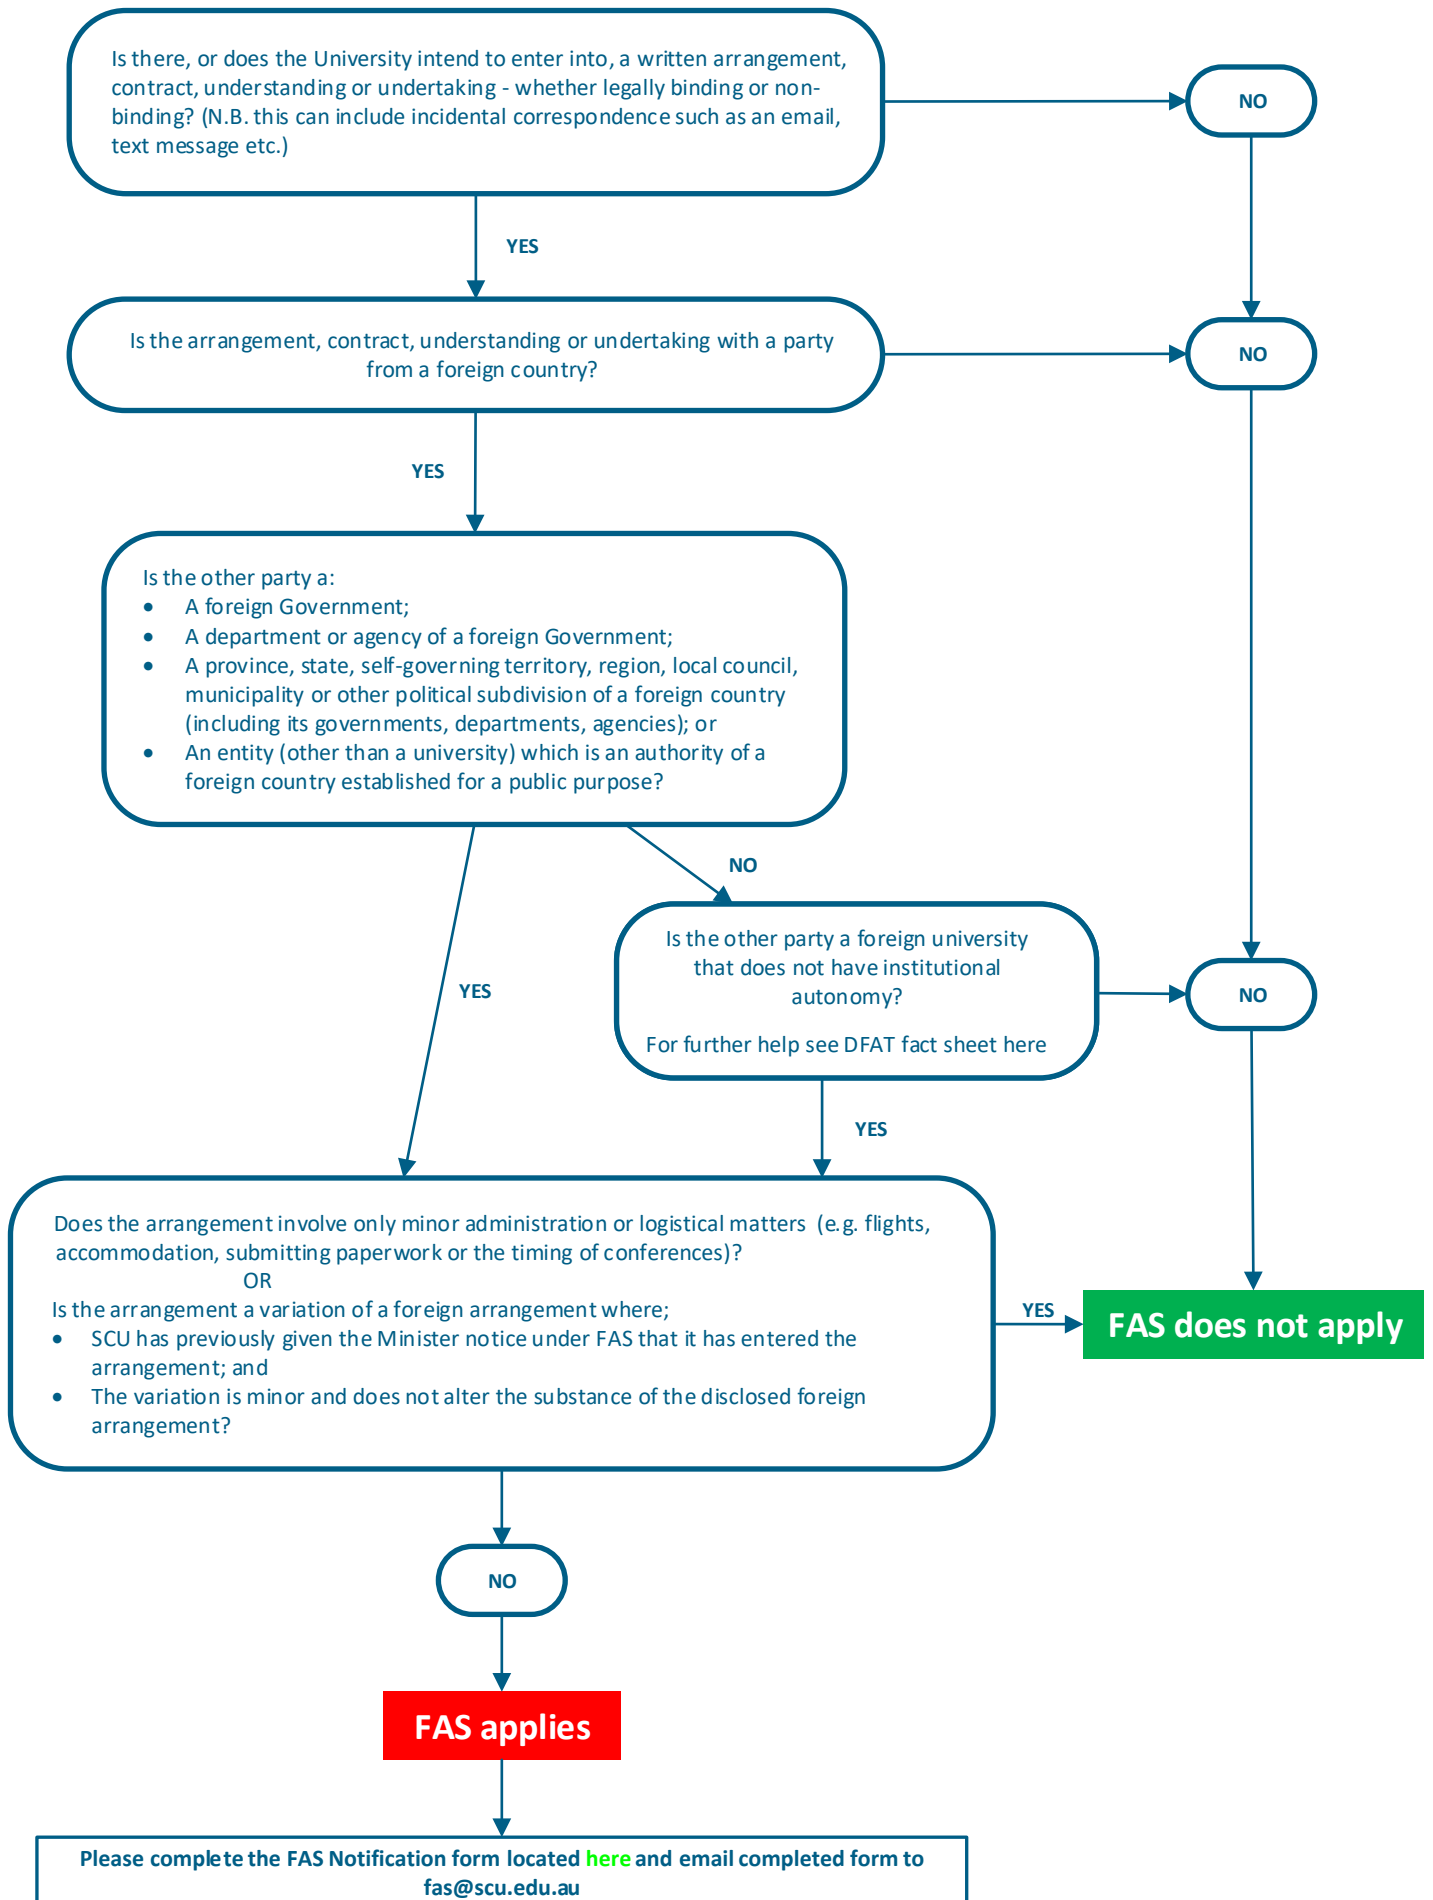 Is there, or does the University intend to enter into, a written arrangement,
contract, understanding or undertaking - whether legally binding or non-
binding? (N.B. this can include incidental correspondence such as an email,
text message etc.)
NO
YES
Is the arrangement, contract, understanding or undertaking with a party
from a foreign country?
NO
YES
Is the other party a:
• A foreign Government;
• A department or agency of a foreign Government;
• A province, state, self-governing territory, region, local council,
municipality or other political subdivision of a foreign country
(including its governments, departments, agencies); or
• An entity (other than a university) which is an authority of a
foreign country established for a public purpose?
NO
Is the other party a foreign university
that does not have institutional
autonomy?
For further help see DFAT fact sheet here
NO
YES
YES
Does the arrangement involve only minor administration or logistical matters (e.g. flights,
accommodation, submitting paperwork or the timing of conferences)?
OR
Is the arrangement a variation of a foreign arrangement where;
• SCU has previously given the Minister notice under FAS that it has entered the
arrangement; and
• The variation is minor and does not alter the substance of the disclosed foreign
arrangement?
YES
FAS does not apply
NO
FAS applies
Please complete the FAS Notification form located here and email completed form to
fas@scu.edu.au